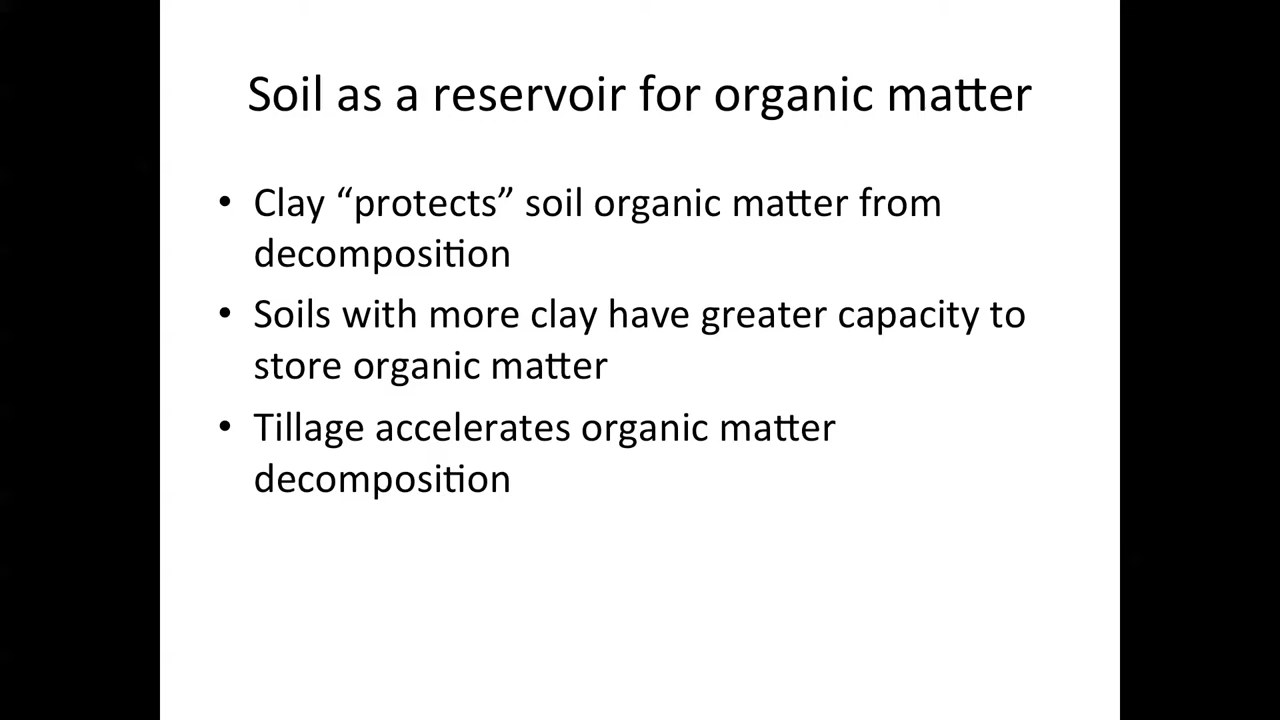 Soil as a reservoir for organic matter
• Clay “protects” soil organic matter from
decomposition
• Soils with more clay have greater capacity to
store organic matter
• Tillage accelerates organic matter
decomposition